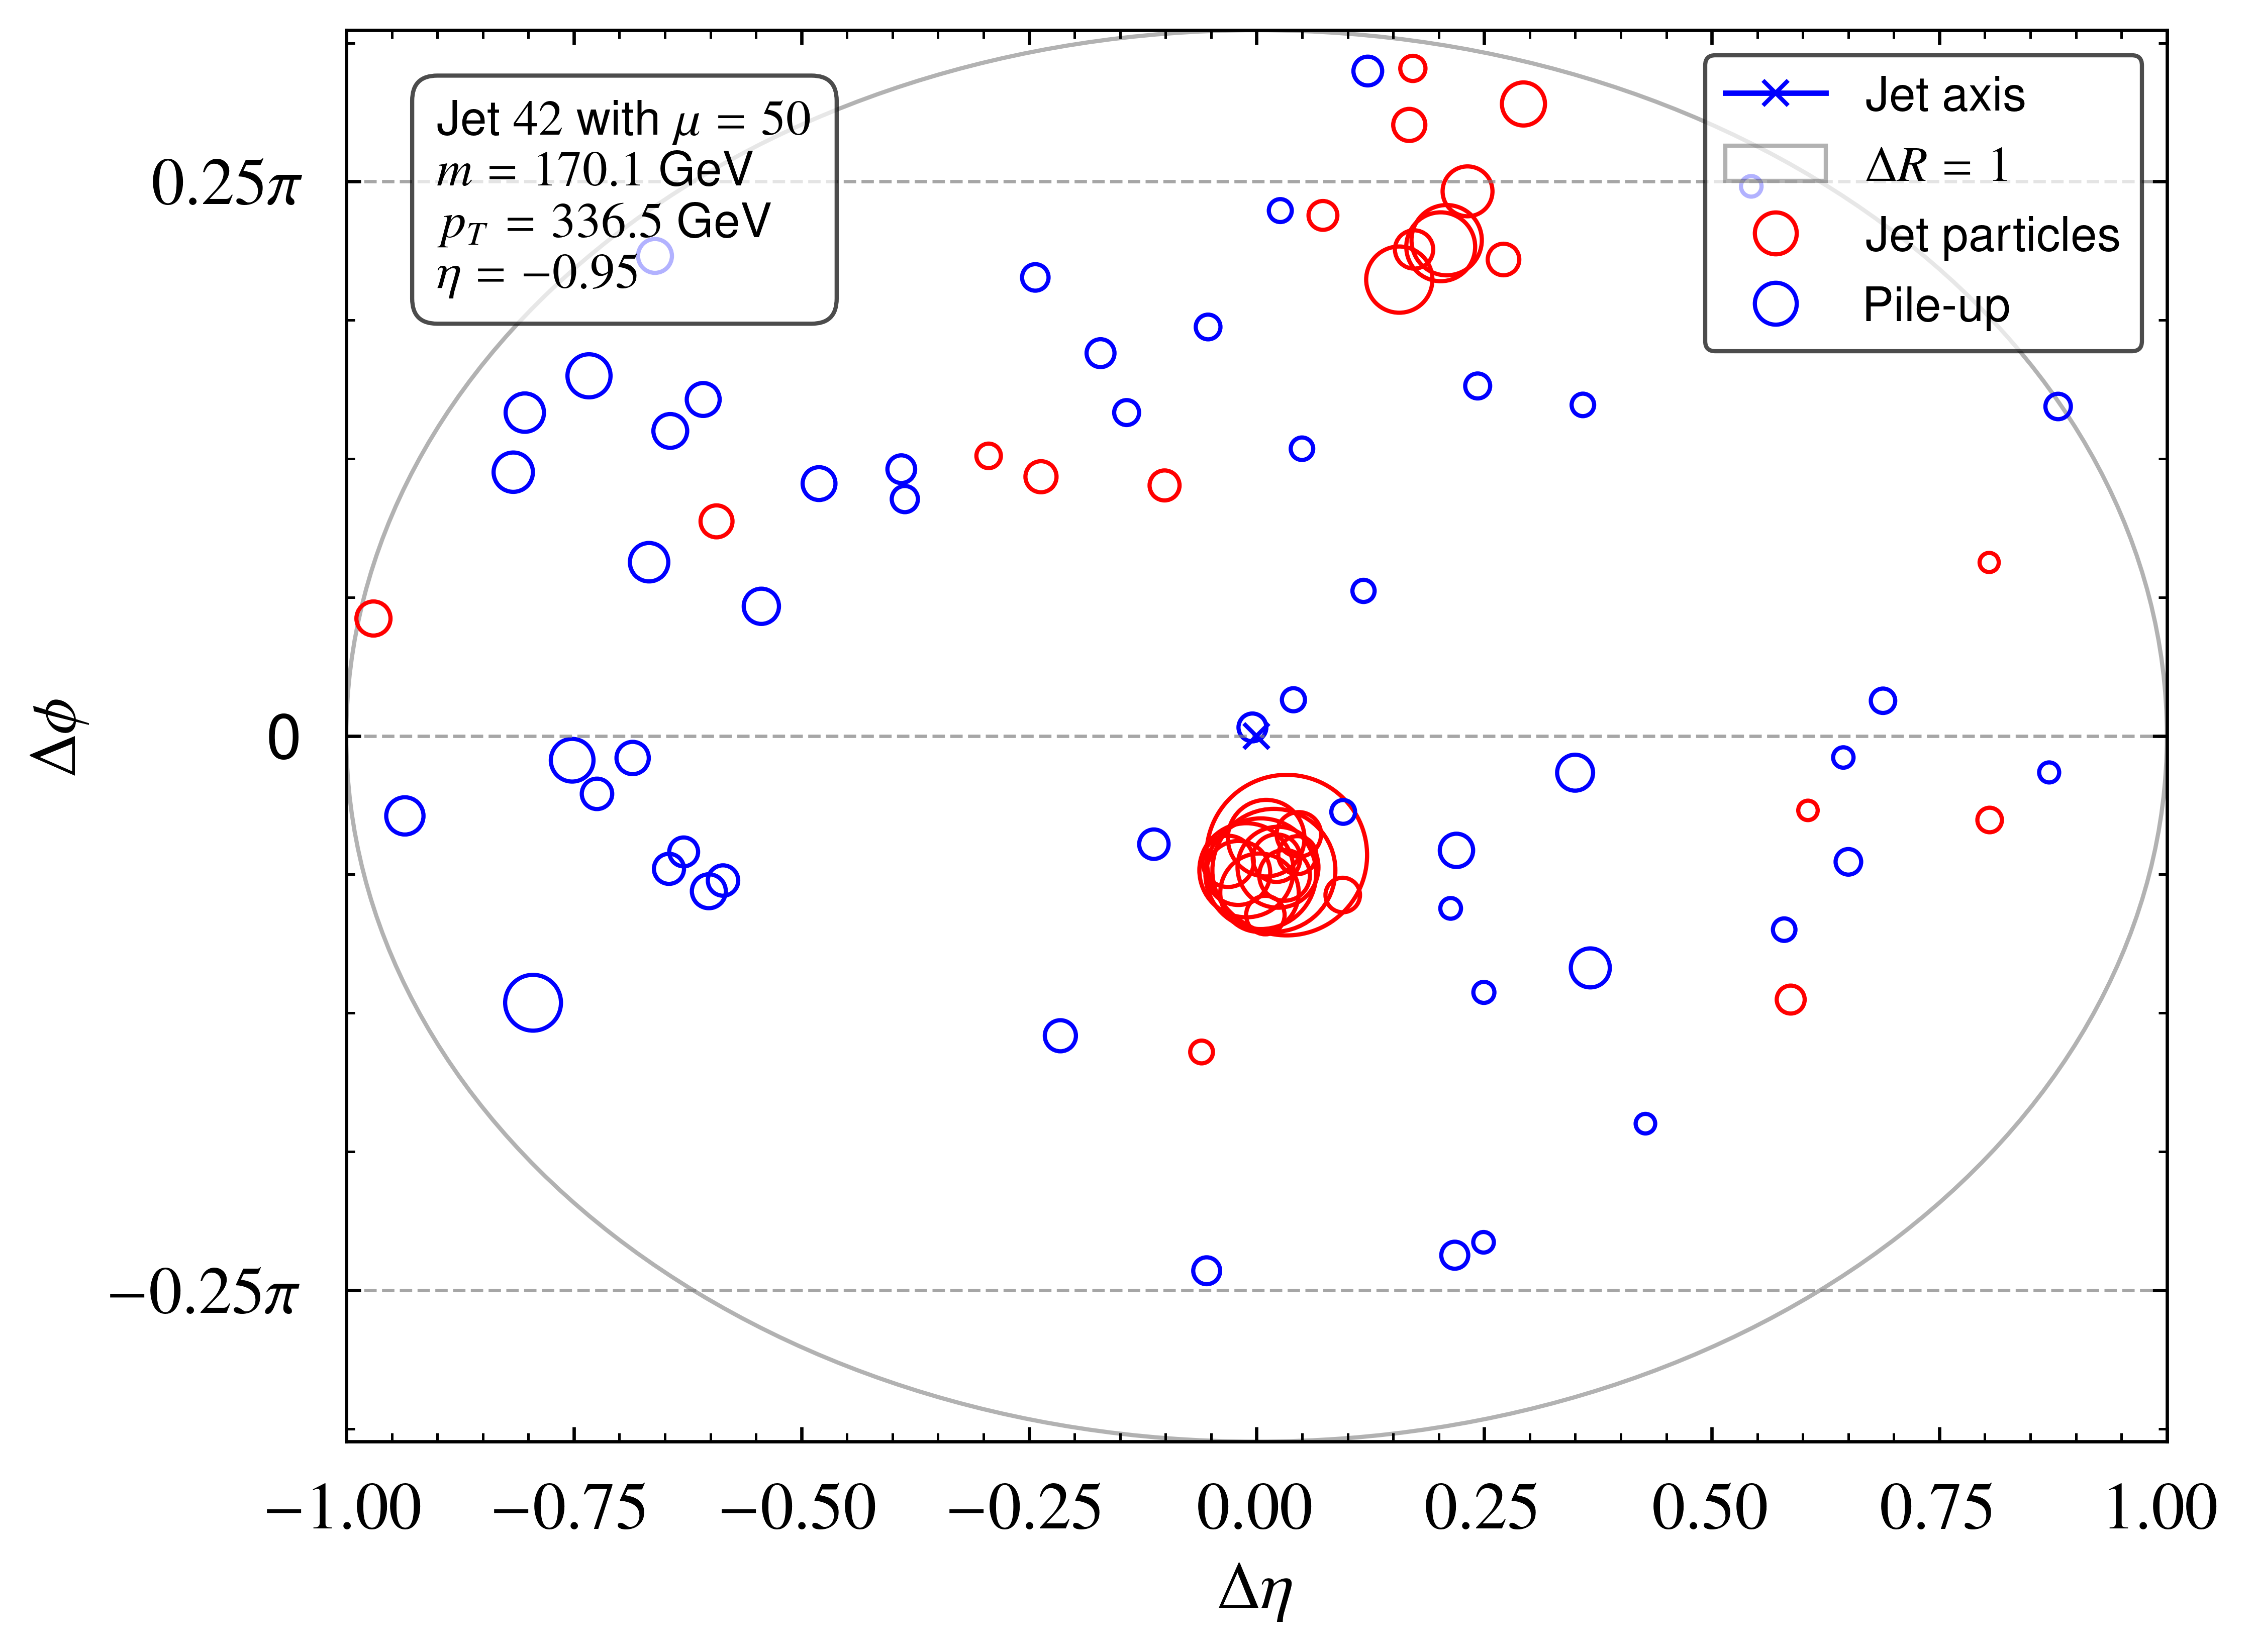 Jet 42 with μ = 50
m = 170.1 GeV
p_T = 336.5 GeV
η = −0.95
Jet axis
ΔR = 1
Jet particles
Pile-up
0.25π
0
−0.25π
Δϕ
−1.00 −0.75 −0.50 −0.25 0.00 0.25 0.50 0.75 1.00
Δη